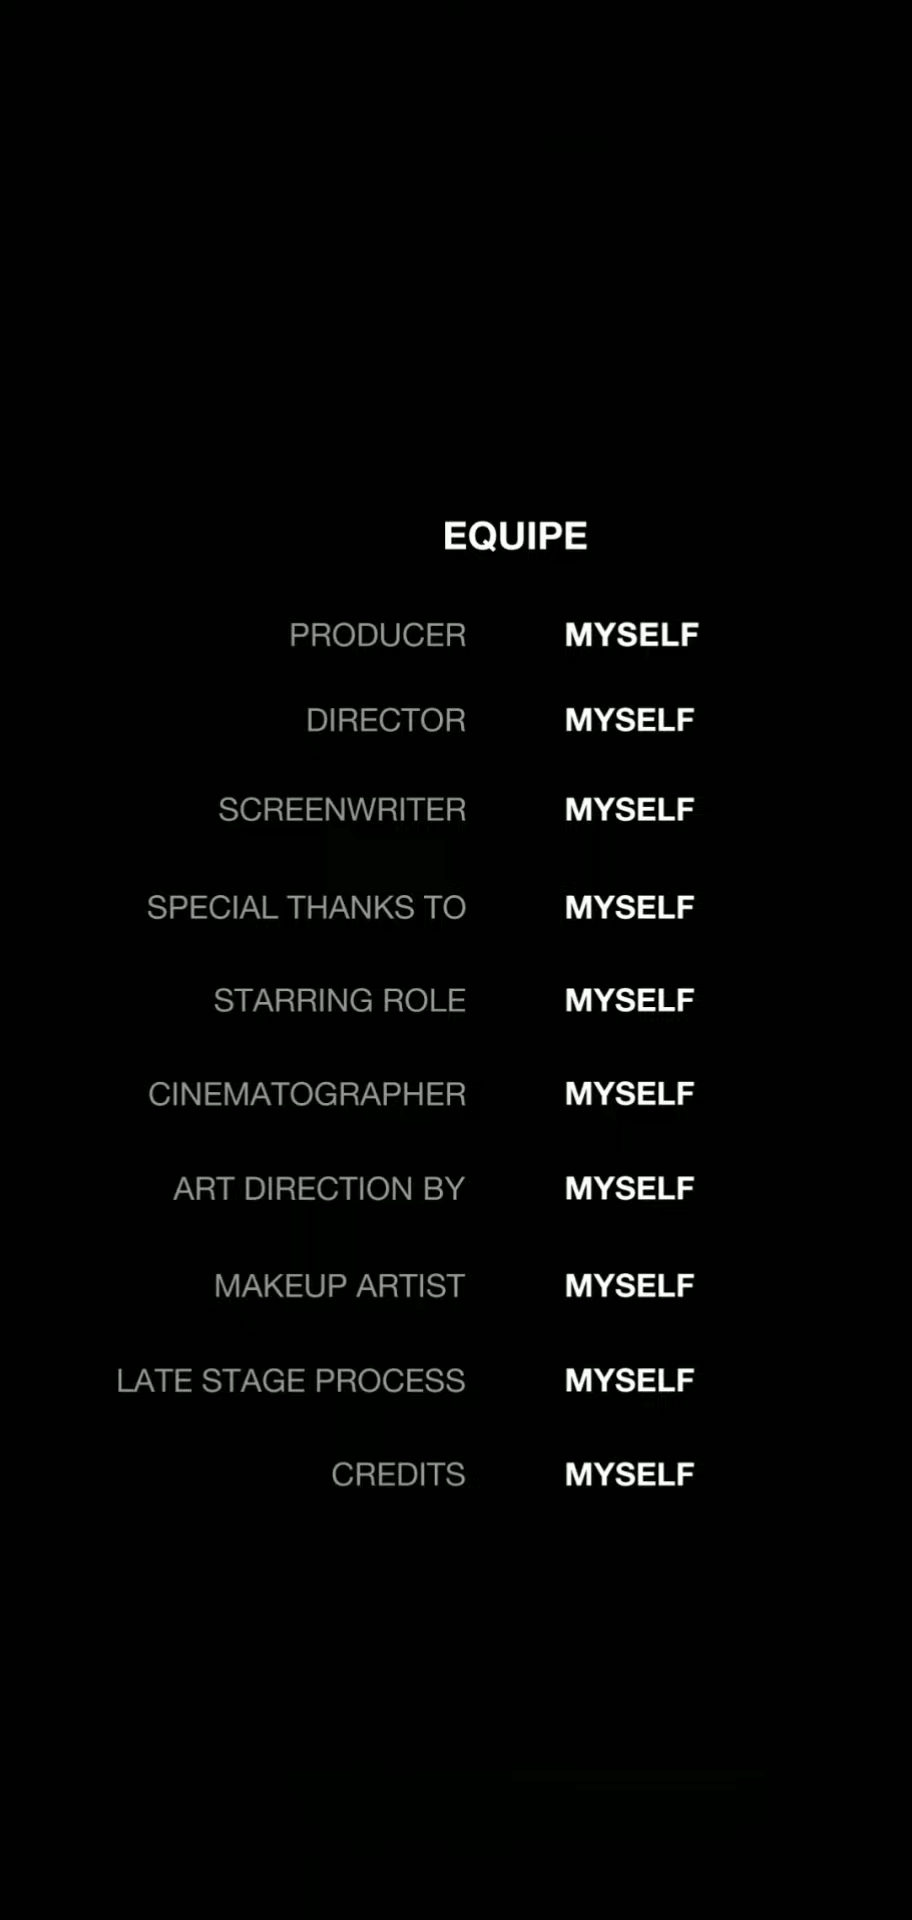 EQUIPE
PRODUCER MYSELF
DIRECTOR MYSELF
SCREENWRITER MYSELF
SPECIAL THANKS TO MYSELF
STARRING ROLE MYSELF
CINEMATOGRAPHER MYSELF
ART DIRECTION BY MYSELF
MAKEUP ARTIST MYSELF
LATE STAGE PROCESS MYSELF
CREDITS MYSELF